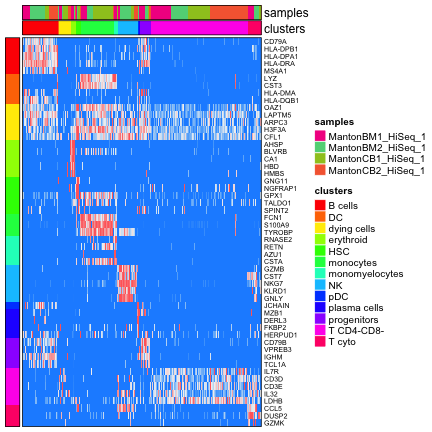 samples
clusters
CD79A
HLA-DPB1
HLA-DPA1
HLA-DRA
MS4A1
LYZ
CST3
HLA-DMA
HLA-DQB1
OAZ1
LAPTM5
ARPC3
H3F3A
CFL1
AHSP
BLVRB
CA1
HBD
HMBS
GNG11
NGFRAP1
GPX1
TALDO1
SPINT2
FCN1
S100A9
TYROBP
RNASE2
RETN
AZU1
CSTA
GZMB
CST7
NKG7
KLRD1
GNLY
JCHAIN
MZB1
DERL3
FKBP2
HERPUD1
CD79B
VPREB3
IGHM
TCL1A
IL7R
CD3D
CD3E
IL32
LDHB
CCL5
DUSP2
GZMK
samples
MantonBM1_HiSeq_1
MantonBM2_HiSeq_1
MantonCB1_HiSeq_1
MantonCB2_HiSeq_1
clusters
B cells
DC
dying cells
erythroid
HSC
monocytes
monomyelocytes
NK
pDC
plasma cells
progenitors
T CD4-CD8-
T cyto